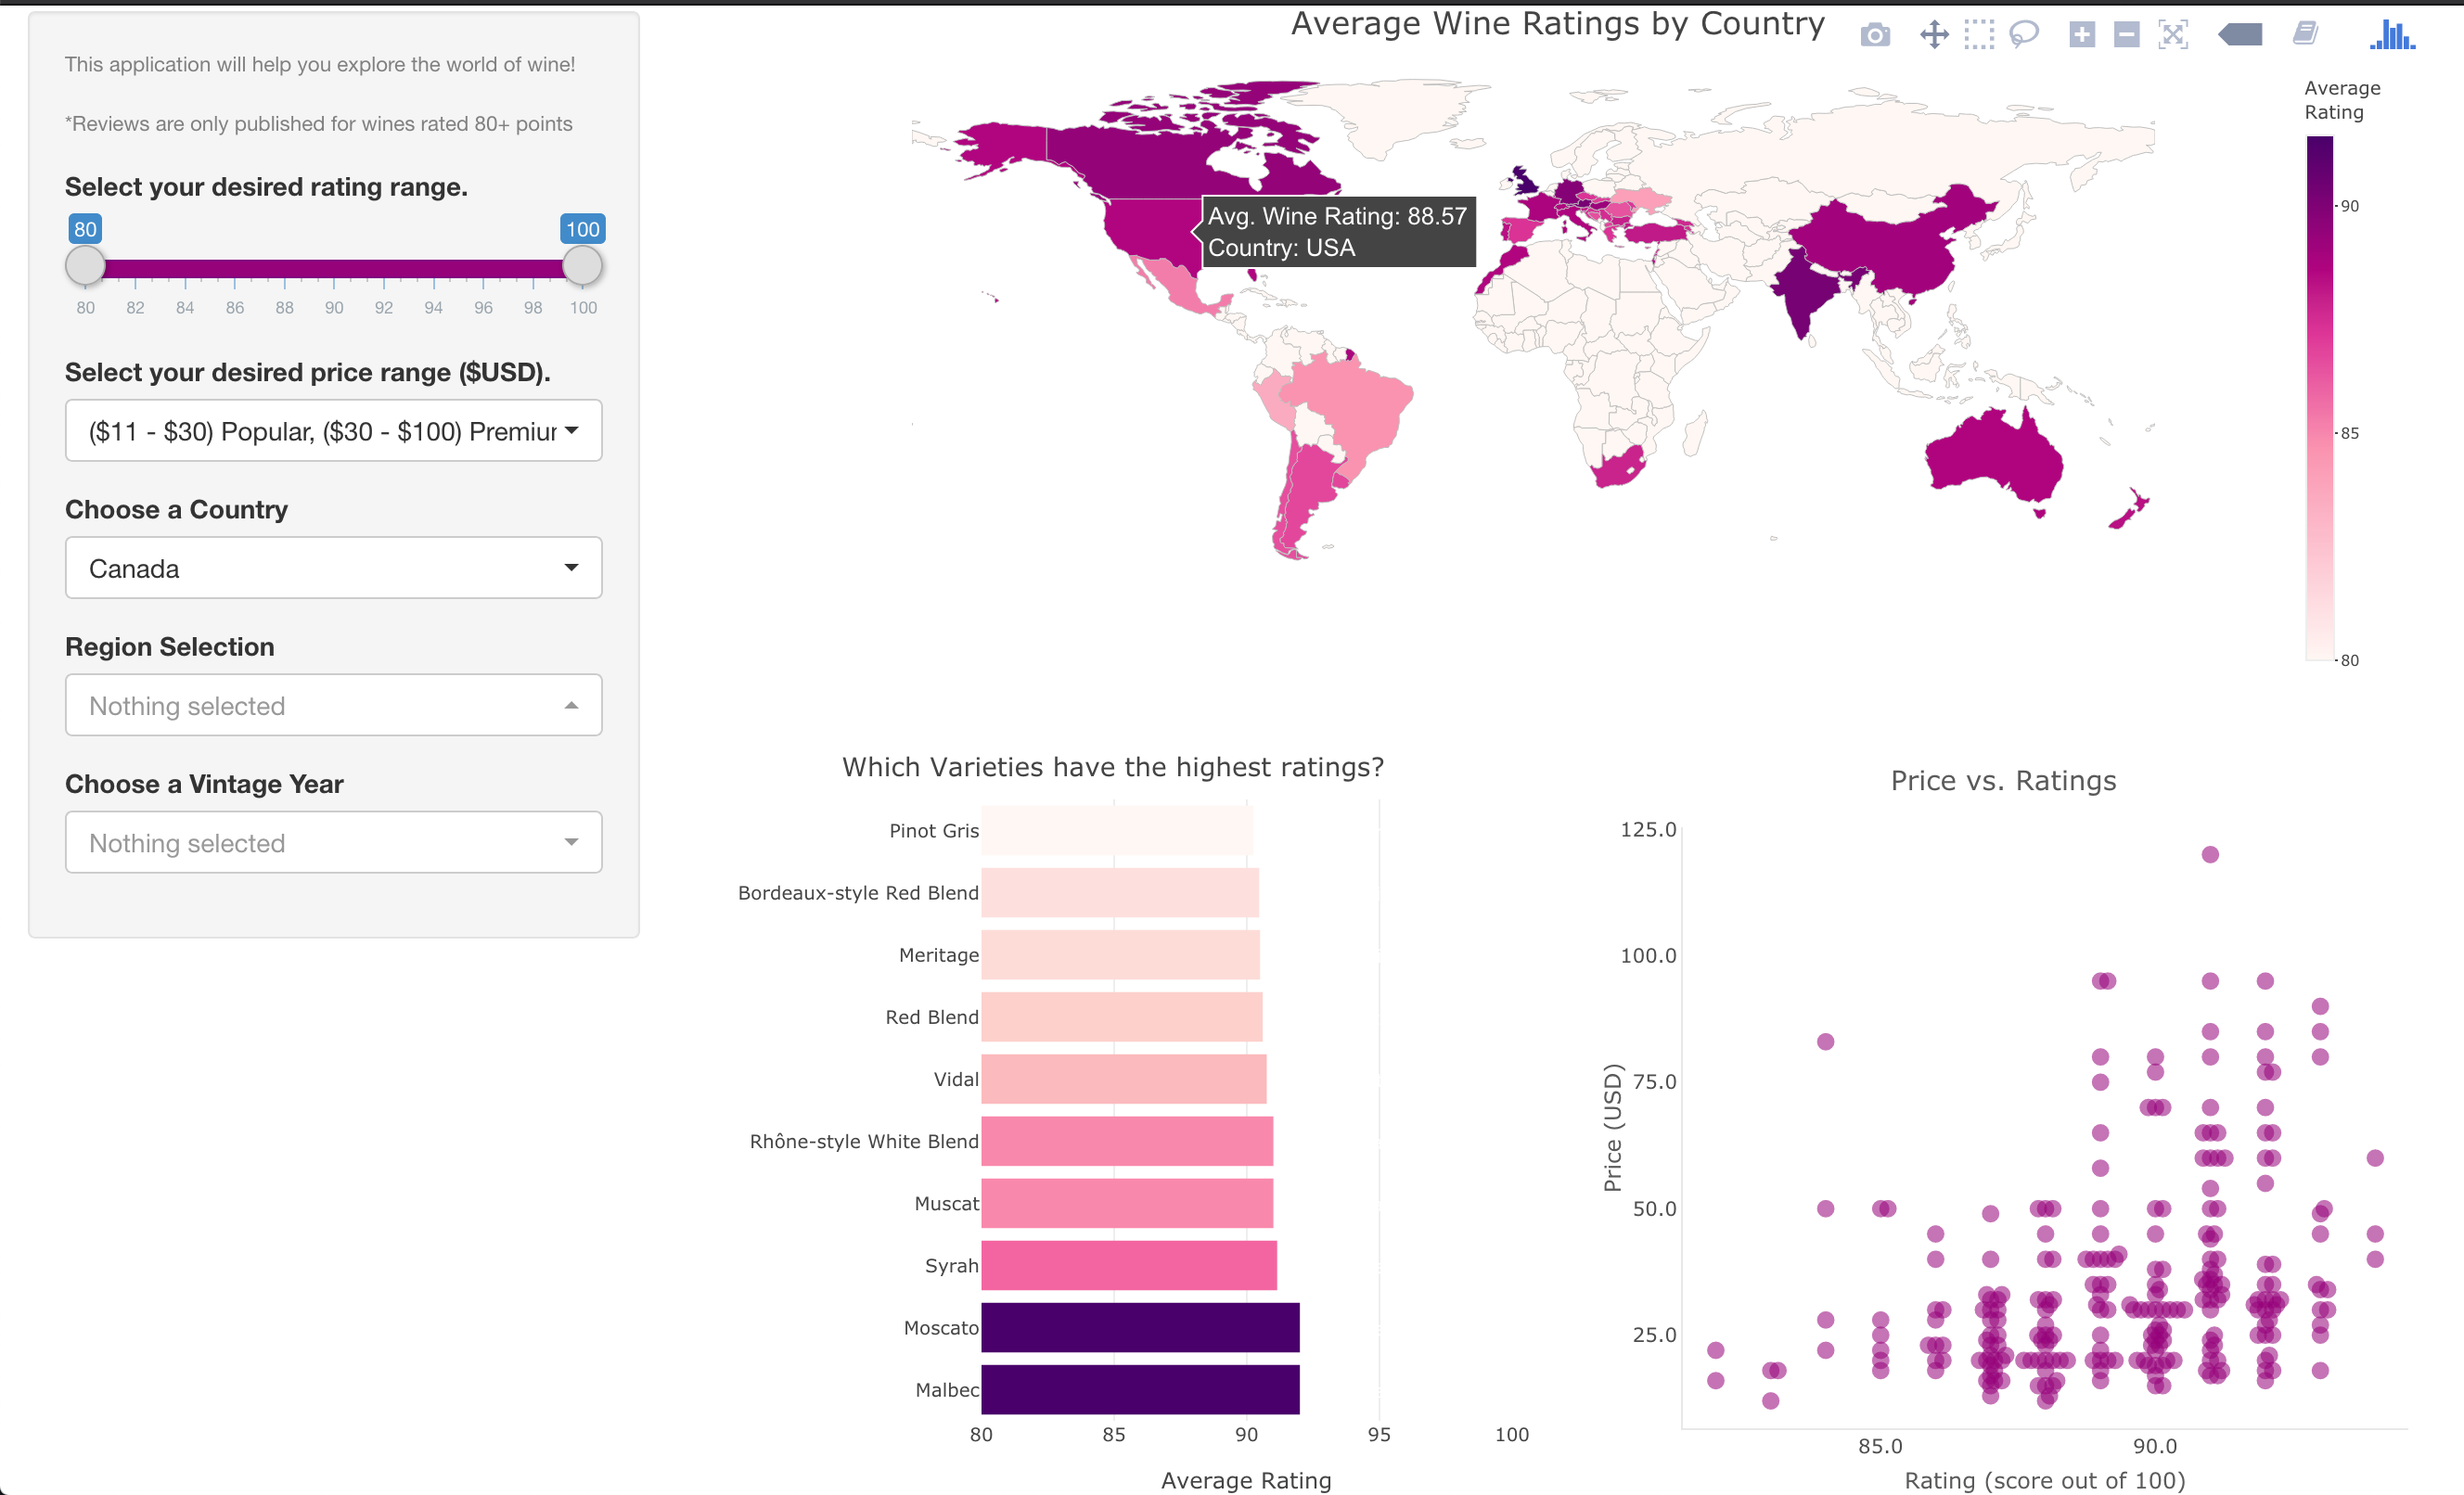 This application will help you explore the world of wine!
*Reviews are only published for wines rated 80+ points
Select your desired rating range.
80 100
80 82 84 86 88 90 92 94 96 98 100
Select your desired price range ($USD).
($11 - $30) Popular, ($30 - $100) Premiu
Choose a Country
Canada
Region Selection
Nothing selected
Choose a Vintage Year
Nothing selected
Average Wine Ratings by Country
Avg. Wine Rating: 88.57
Country: USA
Average
Rating
90
85
80
Which Varieties have the highest ratings?
Pinot Gris
Bordeaux-style Red Blend
Meritage
Red Blend
Vidal
Rhône-style White Blend
Muscat
Syrah
Moscato
Malbec
80 85 90 95 100
Average Rating
Price vs. Ratings
Price (USD)
125.0
100.0
75.0
50.0
25.0
85.0 90.0
Rating (score out of 100)